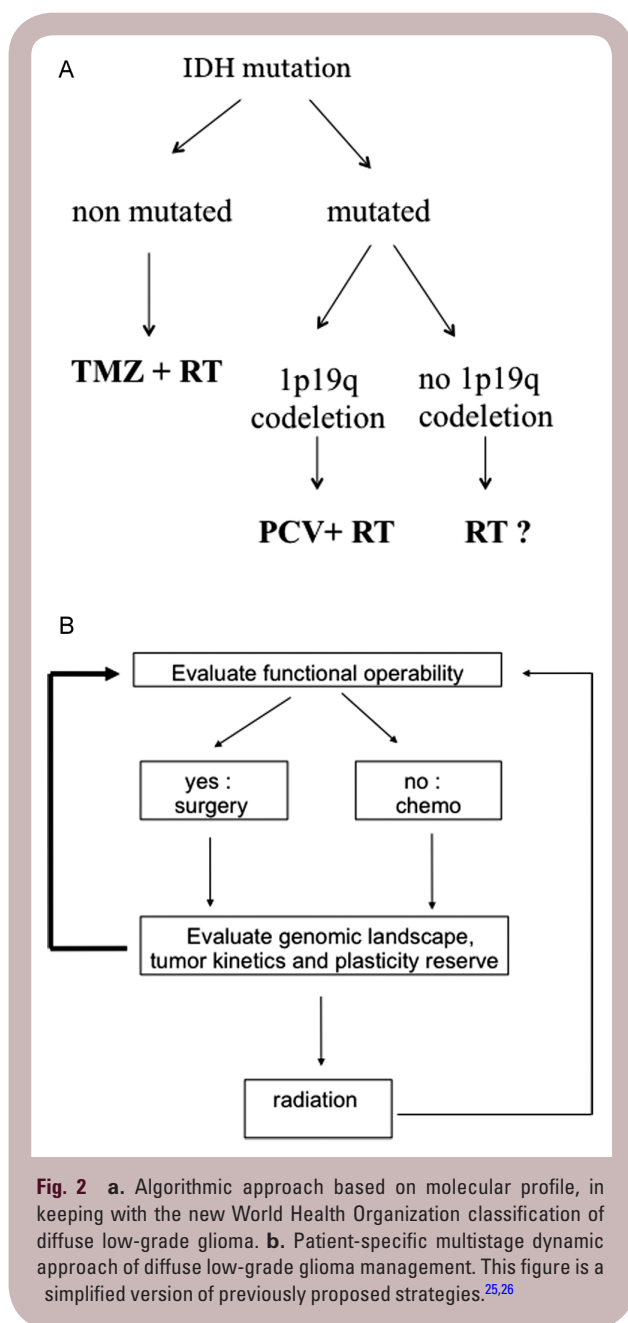 A
IDH mutation
non mutated
mutated
TMZ + RT
1p19q
codeletion
no 1p19q
codeletion
PCV+ RT
RT ?
B
Evaluate functional operability
yes :
surgery
no :
chemo
Evaluate genomic landscape,
tumor kinetics and plasticity reserve
radiation
Fig. 2 a. Algorithmic approach based on molecular profile, in
keeping with the new World Health Organization classification of
diffuse low-grade glioma. b. Patient-specific multistage dynamic
approach of diffuse low-grade glioma management. This figure is a
simplified version of previously proposed strategies.25,26